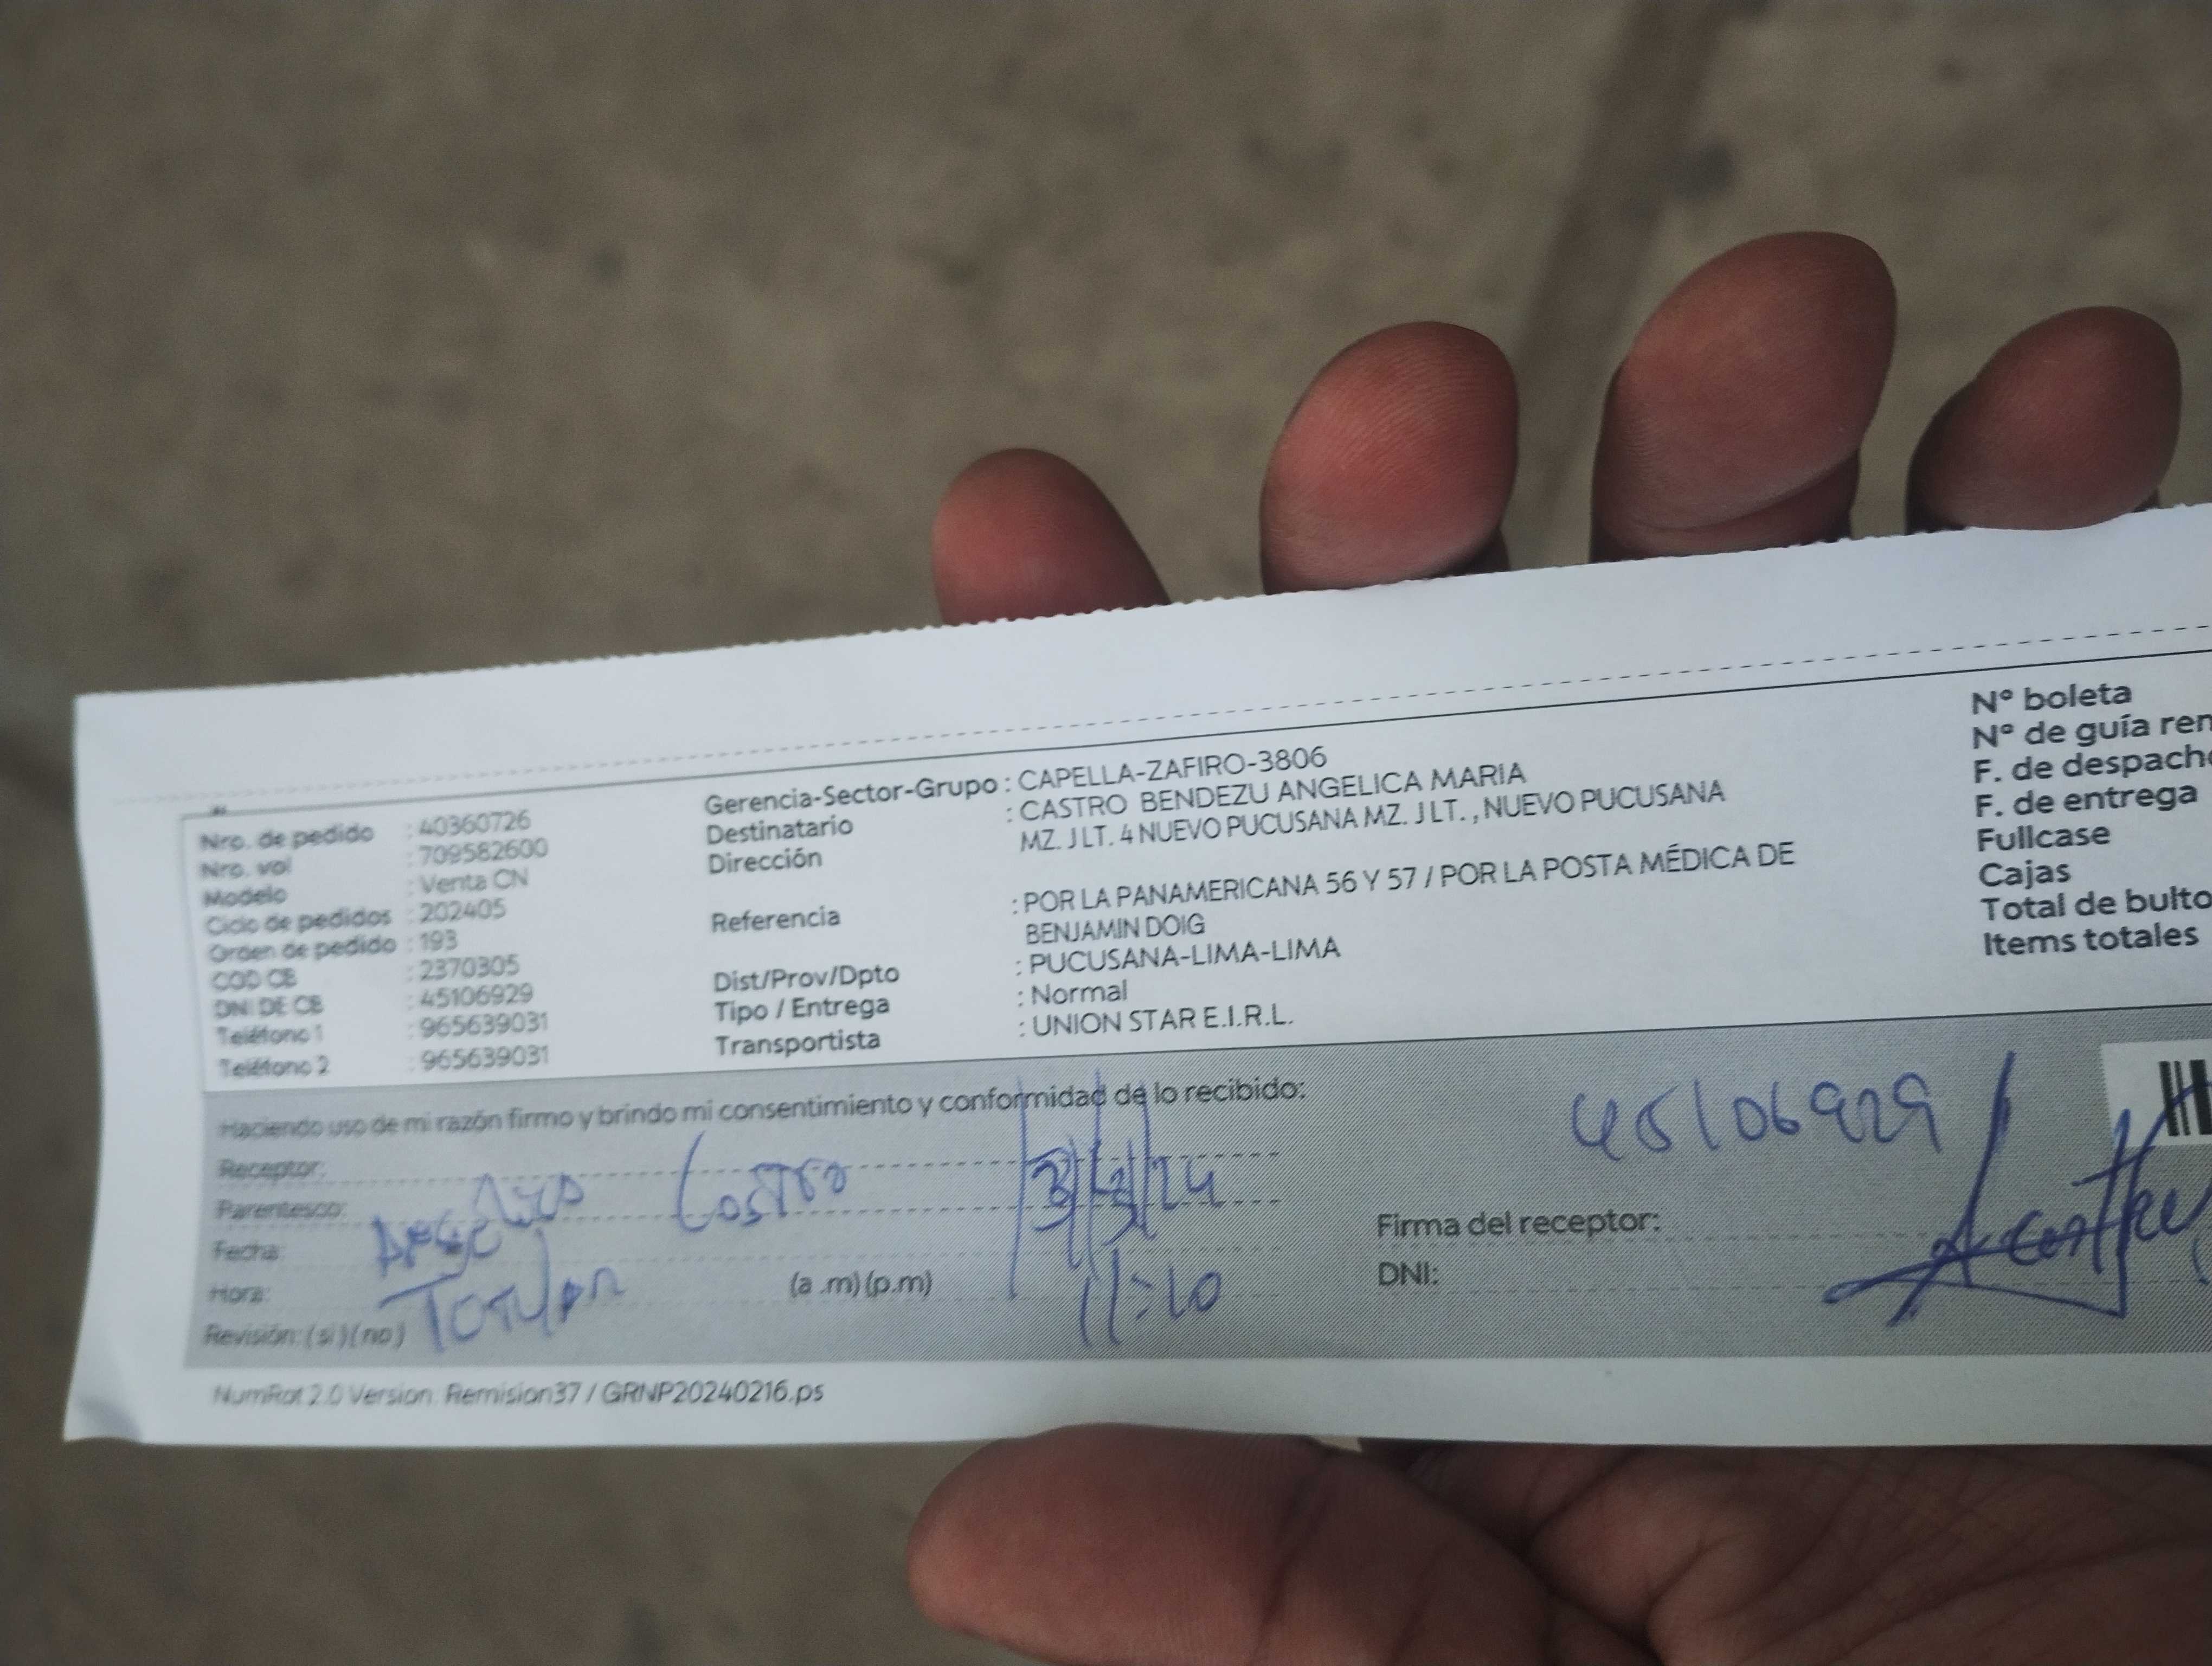 Nro. de pedido : 40360726
Nro. vol : 709582600
Modelo : Venta CN
Ciclo de pedidos : 202405
Orden de pedido : 193
COD CB : 2370305
DNI DE CB : 45106929
Teléfono 1 : 965639031
Teléfono 2 : 965639031
Gerencia-Sector-Grupo : CAPELLA-ZAFIRO-3806
Destinatario : CASTRO BENDEZU ANGELICA MARIA
Dirección MZ. J LT. 4 NUEVO PUCUSANA MZ. J LT. , NUEVO PUCUSANA
Referencia : POR LA PANAMERICANA 56 Y 57 / POR LA POSTA MÉDICA DE
BENJAMIN DOIG
Dist/Prov/Dpto : PUCUSANA-LIMA-LIMA
Tipo / Entrega : Normal
Transportista : UNION STAR E.I.R.L.
Nº boleta
Nº de guía rem
F. de despacho
F. de entrega
Fullcase
Cajas
Total de bulto
Items totales
Haciendo uso de mi razón firmo y brindo mi consentimiento y conformidad de lo recibido:
45106929
Receptor:
Parentesco:
Castro
Fecha:
Hora: (a .m) (p.m)
11:10
Revisión: ( si ) ( no )
Firma del receptor:
DNI:
NumRot 2.0 Version: Remision37 / GRNP20240216.ps